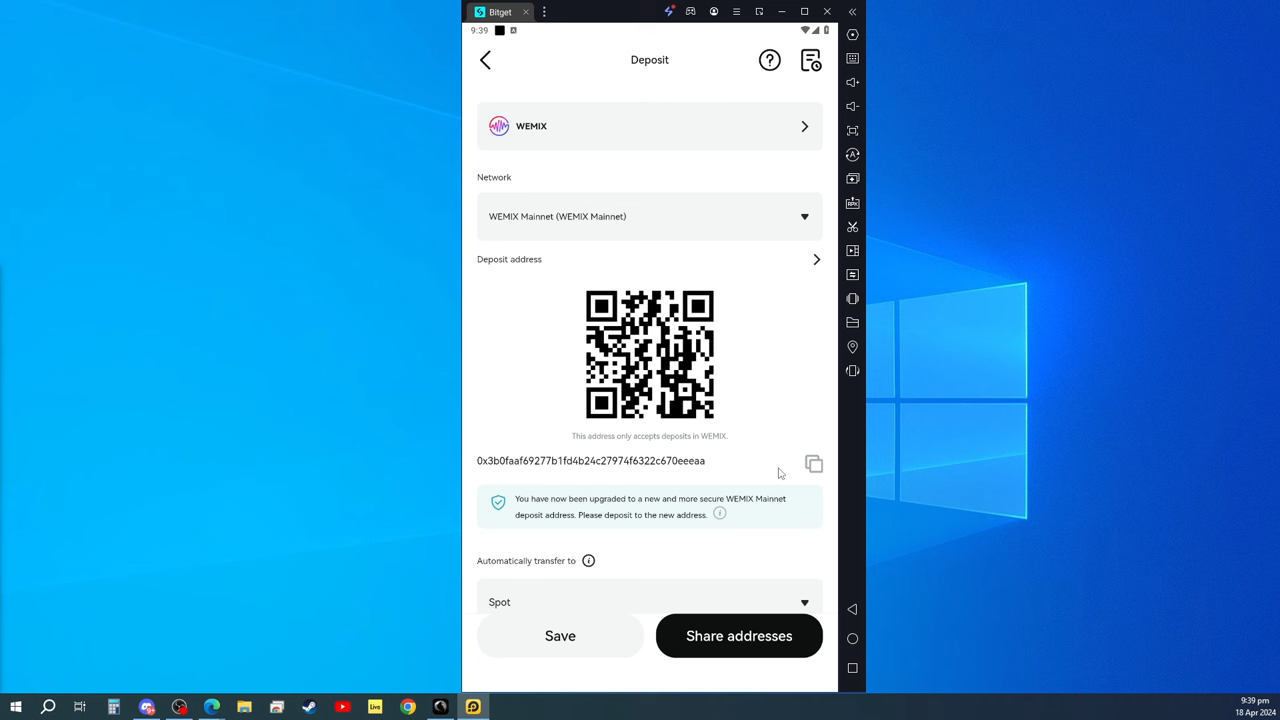 Bitget
9:39
Deposit
WEMIX
Network
WEMIX Mainnet (WEMIX Mainnet)
Deposit address
This address only accepts deposits in WEMIX.
0x3b0faaf69277b1fd4b24c27974f6322c670eeeaa
You have now been upgraded to a new and more secure WEMIX Mainnet
deposit address. Please deposit to the new address.
Automatically transfer to
Spot
Save
Share addresses
Live
9:39 pm
18 Apr 2024